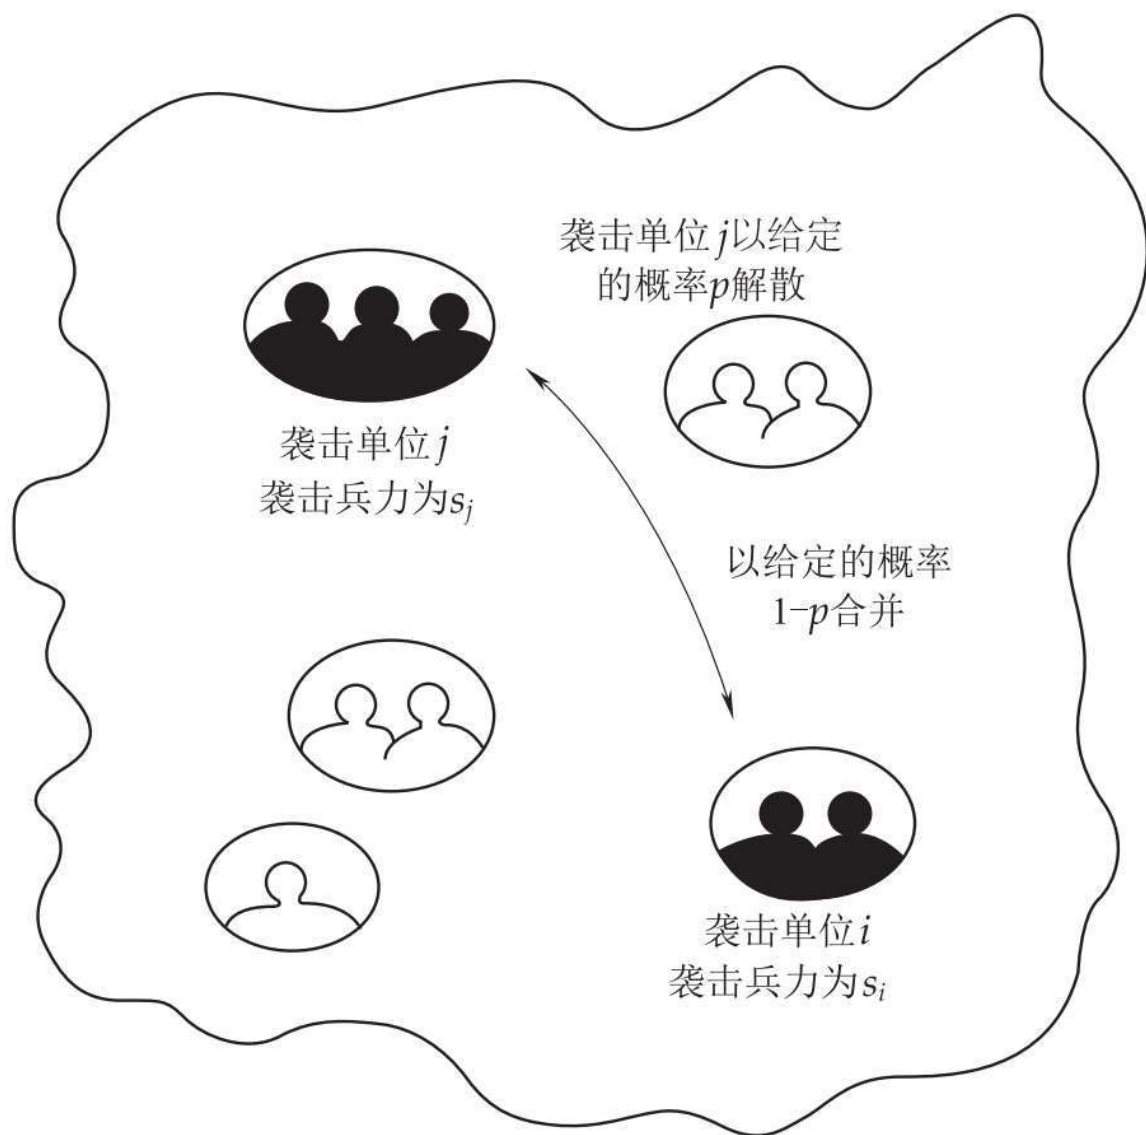 袭击单位j以给定
的概率p解散
袭击单位j
袭击兵力为sj
以给定的概率
1-p合并
袭击单位i
袭击兵力为si